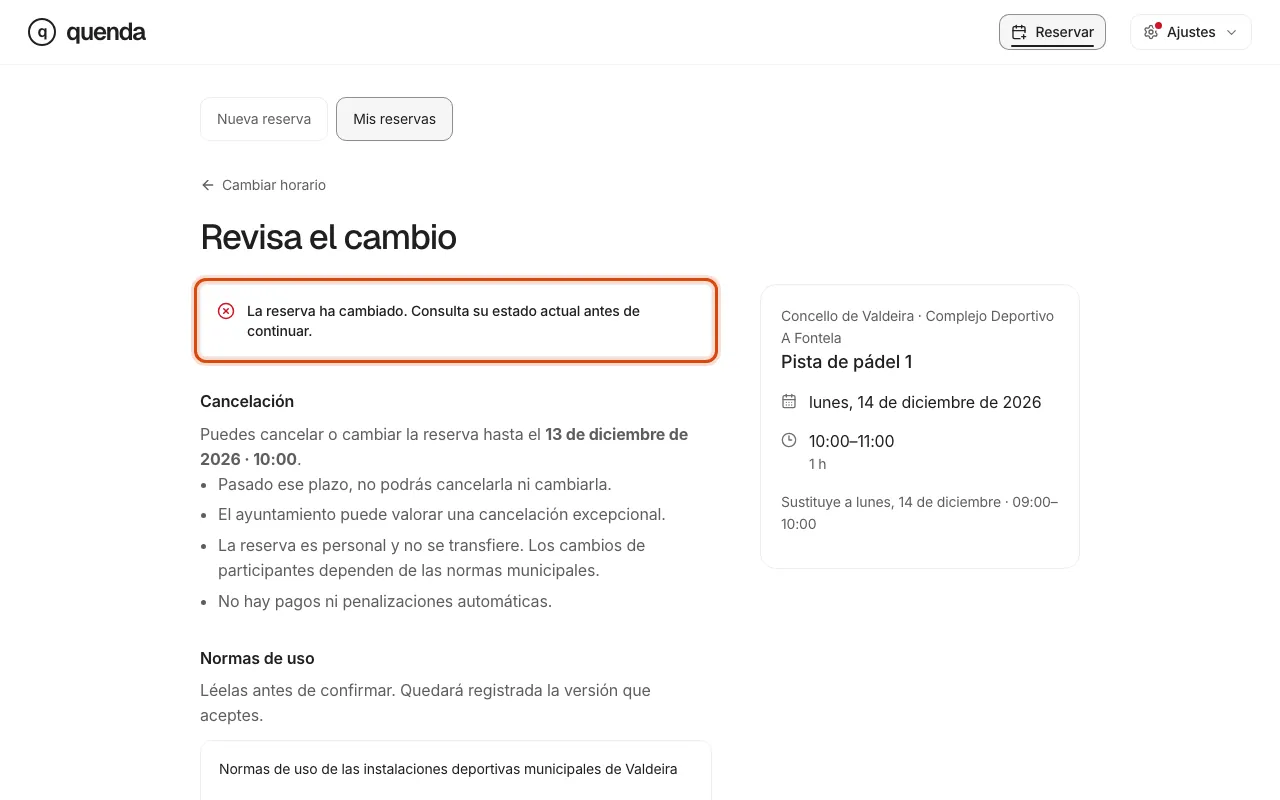 q quenda
Reservar
Ajustes
Nueva reserva
Mis reservas
Cambiar horario
Revisa el cambio
La reserva ha cambiado. Consulta su estado actual antes de
continuar.
Cancelación
Puedes cancelar o cambiar la reserva hasta el 13 de diciembre de
2026 · 10:00.
Pasado ese plazo, no podrás cancelarla ni cambiarla.
El ayuntamiento puede valorar una cancelación excepcional.
La reserva es personal y no se transfiere. Los cambios de
participantes dependen de las normas municipales.
No hay pagos ni penalizaciones automáticas.
Normas de uso
Léelas antes de confirmar. Quedará registrada la versión que
aceptes.
Normas de uso de las instalaciones deportivas municipales de Valdeira
Concello de Valdeira · Complejo Deportivo
A Fontela
Pista de pádel 1
lunes, 14 de diciembre de 2026
10:00–11:00
1 h
Sustituye a lunes, 14 de diciembre · 09:00–
10:00